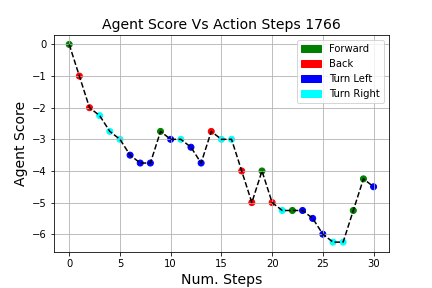 Agent Score Vs Action Steps 1766
Forward
Back
Turn Left
Turn Right
Agent Score
0
−1
−2
−3
−4
−5
−6
0 5 10 15 20 25 30
Num. Steps